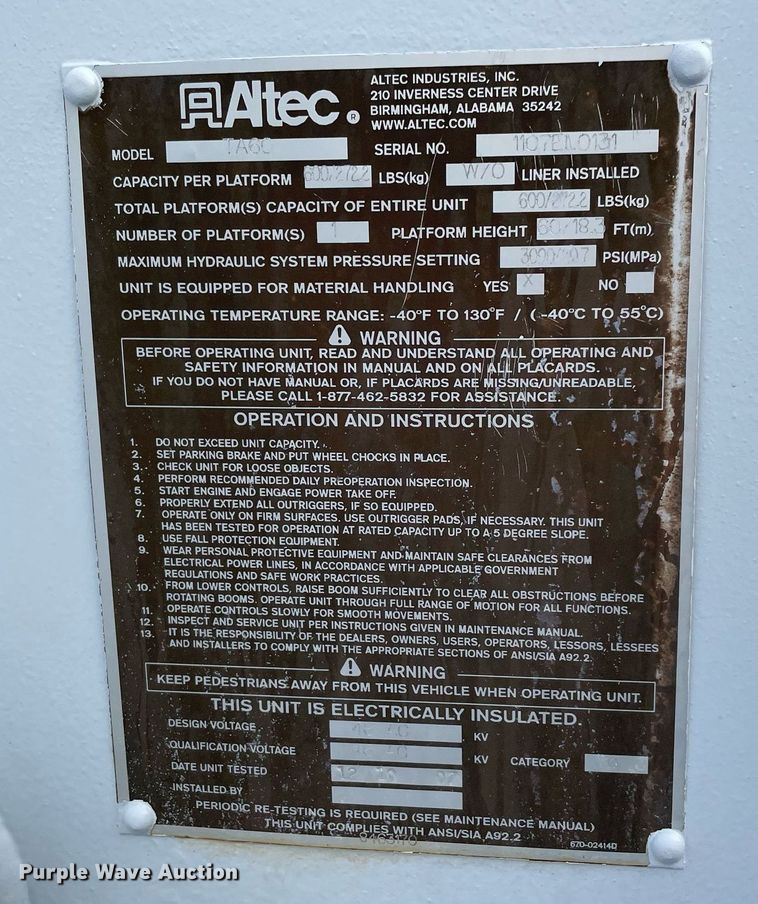 Altec ®
ALTEC INDUSTRIES, INC.
210 INVERNESS CENTER DRIVE
BIRMINGHAM, ALABAMA 35242
WWW.ALTEC.COM
MODEL TA60 SERIAL NO.
CAPACITY PER PLATFORM 600/272.2 LBS(kg) W/O LINER INSTALLED
TOTAL PLATFORM(S) CAPACITY OF ENTIRE UNIT 600/272.2 LBS(kg)
NUMBER OF PLATFORM(S) 1 PLATFORM HEIGHT 60/18.3 FT(m)
MAXIMUM HYDRAULIC SYSTEM PRESSURE SETTING PSI(MPa)
UNIT IS EQUIPPED FOR MATERIAL HANDLING YES X NO
OPERATING TEMPERATURE RANGE: -40°F TO 130°F / (-40°C TO 55°C)
WARNING
BEFORE OPERATING UNIT, READ AND UNDERSTAND ALL OPERATING AND
SAFETY INFORMATION IN MANUAL AND ON ALL PLACARDS.
IF YOU DO NOT HAVE MANUAL OR, IF PLACARDS ARE MISSING/UNREADABLE,
PLEASE CALL 1-877-462-5832 FOR ASSISTANCE.
OPERATION AND INSTRUCTIONS
1. DO NOT EXCEED UNIT CAPACITY.
2. SET PARKING BRAKE AND PUT WHEEL CHOCKS IN PLACE.
3. CHECK UNIT FOR LOOSE OBJECTS.
4. PERFORM RECOMMENDED DAILY PREOPERATION INSPECTION.
5. START ENGINE AND ENGAGE POWER TAKE OFF.
6. PROPERLY EXTEND ALL OUTRIGGERS, IF SO EQUIPPED.
7. OPERATE ONLY ON FIRM SURFACES. USE OUTRIGGER PADS, IF NECESSARY. THIS UNIT
HAS BEEN TESTED FOR OPERATION AT RATED CAPACITY UP TO A 5 DEGREE SLOPE.
8. USE FALL PROTECTION EQUIPMENT.
9. WEAR PERSONAL PROTECTIVE EQUIPMENT AND MAINTAIN SAFE CLEARANCES FROM
ELECTRICAL POWER LINES, IN ACCORDANCE WITH APPLICABLE GOVERNMENT
REGULATIONS AND SAFE WORK PRACTICES.
10. FROM LOWER CONTROLS, RAISE BOOM SUFFICIENTLY TO CLEAR ALL OBSTRUCTIONS BEFORE
ROTATING BOOMS. OPERATE UNIT THROUGH FULL RANGE OF MOTION FOR ALL FUNCTIONS.
11. OPERATE CONTROLS SLOWLY FOR SMOOTH MOVEMENTS.
12. INSPECT AND SERVICE UNIT PER INSTRUCTIONS GIVEN IN MAINTENANCE MANUAL.
13. IT IS THE RESPONSIBILITY OF THE DEALERS, OWNERS, USERS, OPERATORS, LESSORS, LESSEES
AND INSTALLERS TO COMPLY WITH THE APPROPRIATE SECTIONS OF ANSI/SIA A92.2.
WARNING
KEEP PEDESTRIANS AWAY FROM THIS VEHICLE WHEN OPERATING UNIT.
THIS UNIT IS ELECTRICALLY INSULATED.
DESIGN VOLTAGE KV
QUALIFICATION VOLTAGE KV CATEGORY
DATE UNIT TESTED
INSTALLED BY
PERIODIC RE-TESTING IS REQUIRED (SEE MAINTENANCE MANUAL)
THIS UNIT COMPLIES WITH ANSI/SIA A92.2
670-02414D
Purple Wave Auction